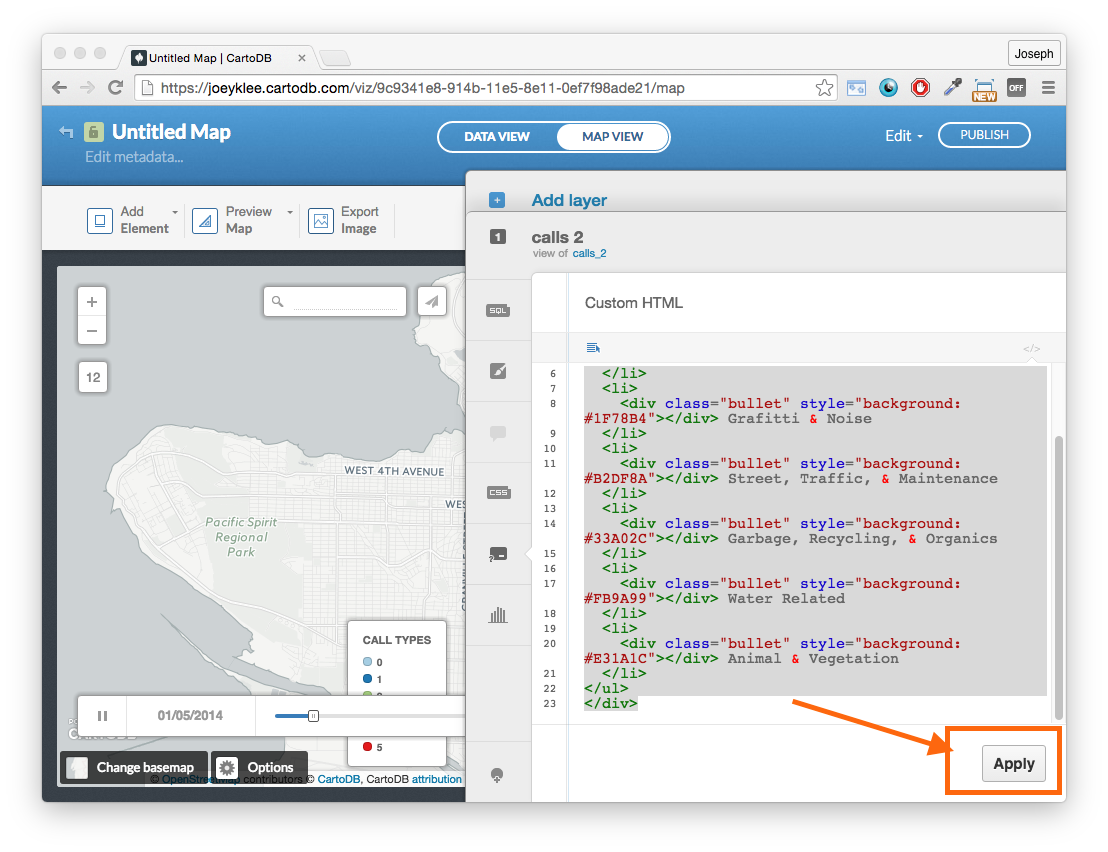 Untitled Map | CartoDB
Joseph
https://joeyklee.cartodb.com/viz/9c9341e8-914b-11e5-8e11-0ef7f98ade21/map
NEW
OFF
Untitled Map
Edit metadata...
DATA VIEW
MAP VIEW
Edit
PUBLISH
Add Element
Preview Map
Export Image
+
Add layer
1
calls 2
view of calls_2
SQL
CSS
Custom HTML
</>
6 </li>
7 <li>
8 <div class="bullet" style="background:
#1F78B4"></div> Grafitti & Noise
9 </li>
10 <li>
11 <div class="bullet" style="background:
#B2DF8A"></div> Street, Traffic, & Maintenance
12 </li>
13 <li>
14 <div class="bullet" style="background:
#33A02C"></div> Garbage, Recycling, & Organics
15 </li>
16 <li>
17 <div class="bullet" style="background:
#FB9A99"></div> Water Related
18 </li>
19 <li>
20 <div class="bullet" style="background:
#E31A1C"></div> Animal & Vegetation
21 </li>
22 </ul>
23 </div>
Apply
+
−
12
WEST 4TH AVENUE
Pacific Spirit
Regional
Park
CALL TYPES
0
1
5
01/05/2014
Change basemap
Options
© OpenStreetMap contributors © CartoDB, CartoDB attribution